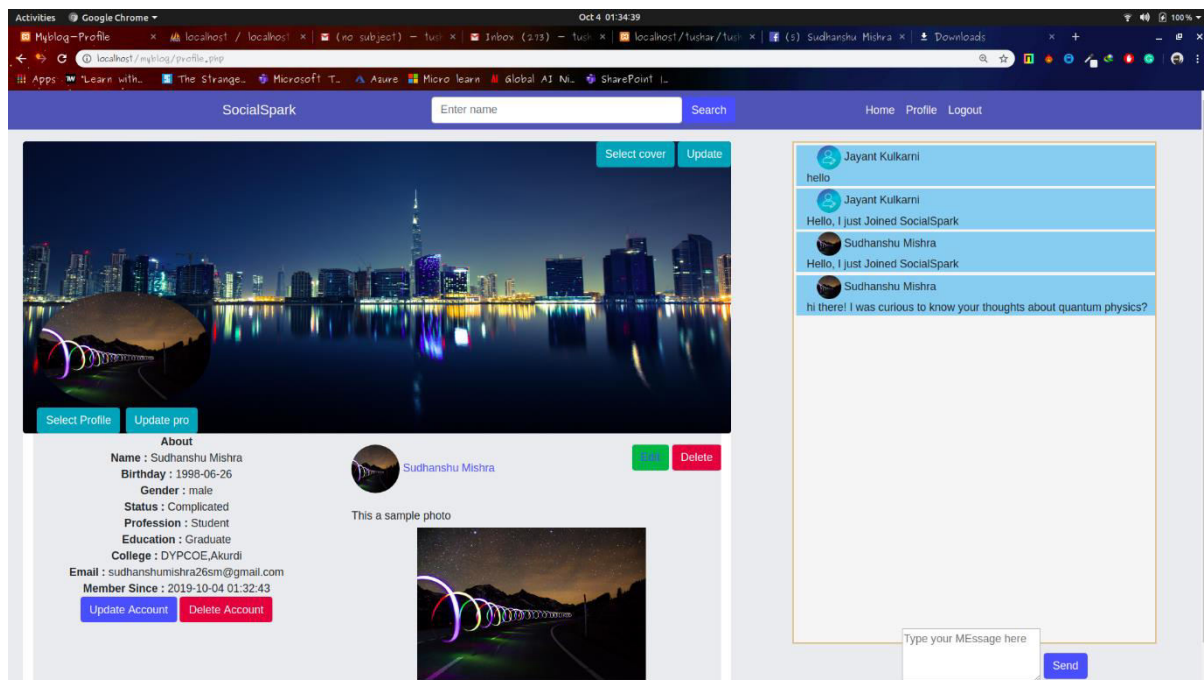 Activities Google Chrome Oct 4 01:34:39 100%
Myblog-Profile localhost / localhost (no subject) – tush Inbox (2.73) – tush localhost/tushar/tush (5) Sudhanshu Mishra Downloads
localhost/myblog/profile.php
Apps "Learn with… The Strange… Microsoft T… Azure Micro learn Global AI Ni… SharePoint
SocialSpark Enter name Search Home Profile Logout
Select cover Update
Select Profile Update pro
About
Name : Sudhanshu Mishra
Birthday : 1998-06-26
Gender : male
Status : Complicated
Profession : Student
Education : Graduate
College : DYPCOE,Akurdi
Email : sudhanshumishra26sm@gmail.com
Member Since : 2019-10-04 01:32:43
Update Account Delete Account
Sudhanshu Mishra Edit Delete
This a sample photo
Jayant Kulkarni
hello
Jayant Kulkarni
Hello, I just Joined SocialSpark
Sudhanshu Mishra
Hello, I just Joined SocialSpark
Sudhanshu Mishra
hi there! I was curious to know your thoughts about quantum physics?
Type your MEssage here
Send